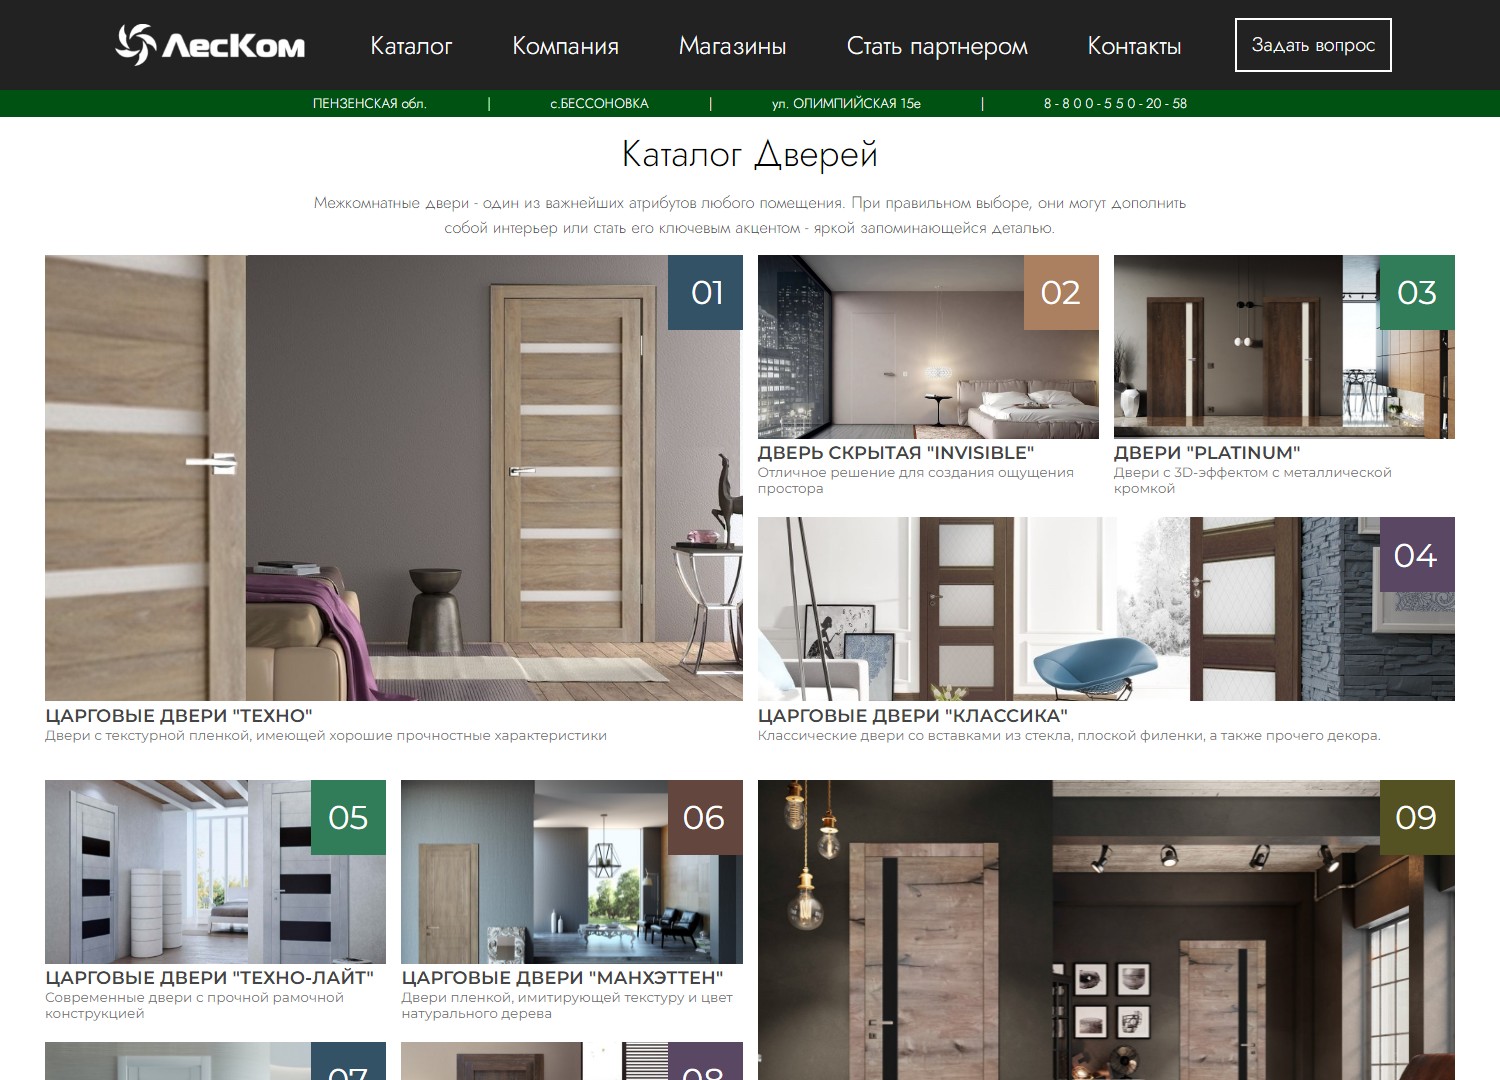 ЛесКом
Каталог
Компания
Магазины
Стать партнером
Контакты
Задать вопрос
ПЕНЗЕНСКАЯ обл. | с.БЕССОНОВКА | ул. ОЛИМПИЙСКАЯ 15е | 8 - 8 0 0 - 5 5 0 - 20 - 58
Каталог Дверей
Межкомнатные двери - один из важнейших атрибутов любого помещения. При правильном выборе, они могут дополнить
собой интерьер или стать его ключевым акцентом - яркой запоминающейся деталью.
01
ЦАРГОВЫЕ ДВЕРИ "ТЕХНО"
Двери с текстурной пленкой, имеющей хорошие прочностные характеристики
02
ДВЕРЬ СКРЫТАЯ "INVISIBLE"
Отличное решение для создания ощущения
простора
03
ДВЕРИ "PLATINUM"
Двери с 3D-эффектом с металлической
кромкой
04
ЦАРГОВЫЕ ДВЕРИ "КЛАССИКА"
Классические двери со вставками из стекла, плоской филенки, а также прочего декора.
05
ЦАРГОВЫЕ ДВЕРИ "ТЕХНО-ЛАЙТ"
Современные двери с прочной рамочной
конструкцией
06
ЦАРГОВЫЕ ДВЕРИ "МАНХЭТТЕН"
Двери пленкой, имитирующей текстуру и цвет
натурального дерева
09
07
08